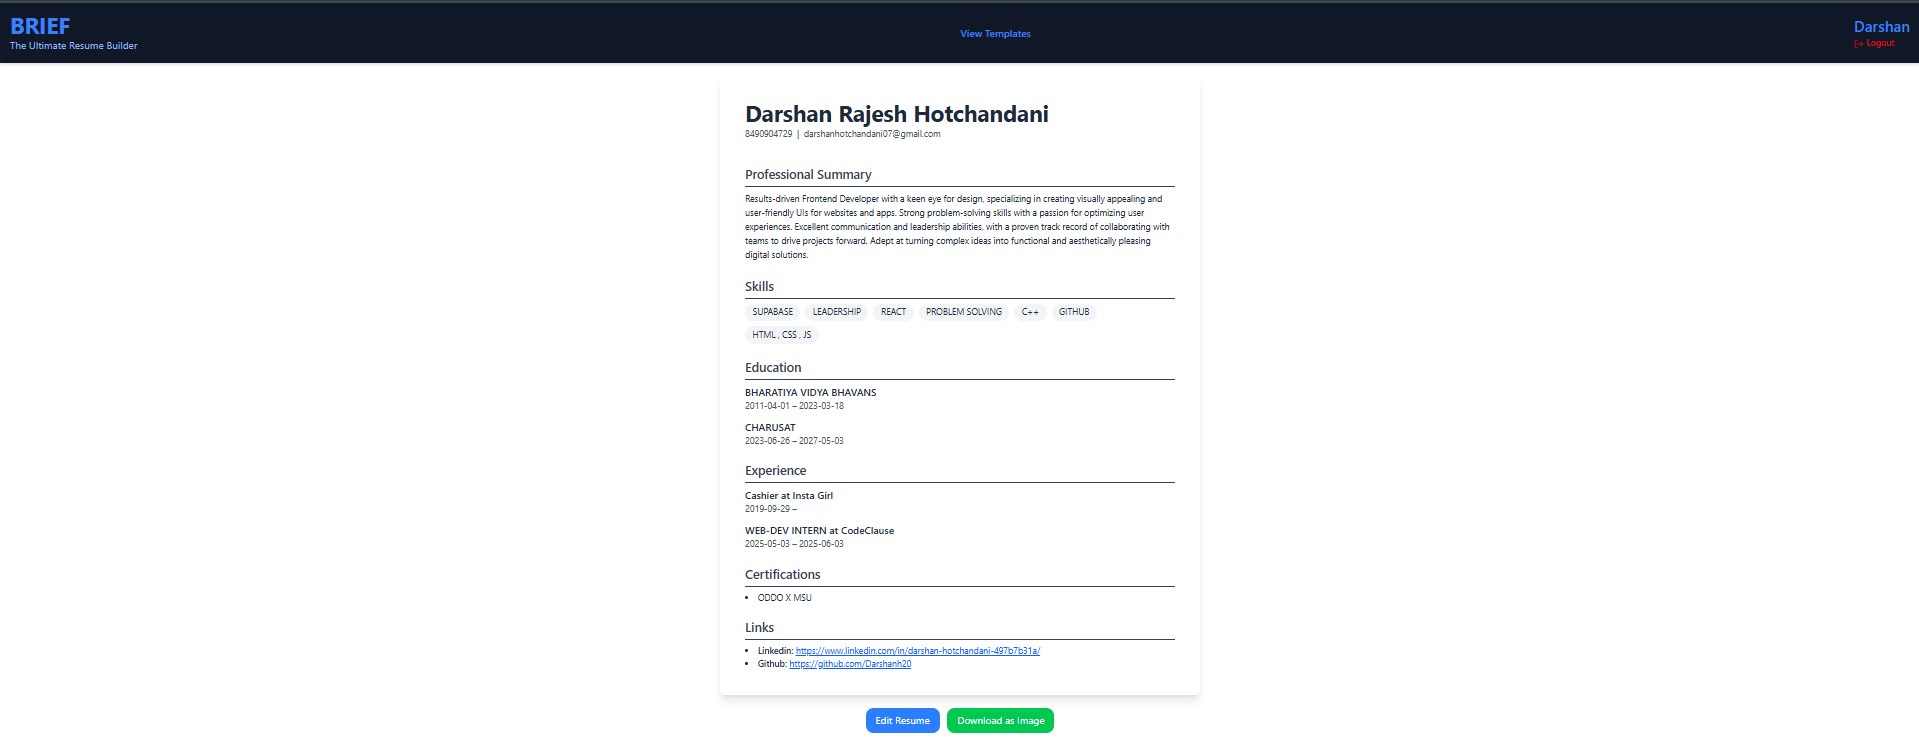 BRIEF
The Ultimate Resume Builder
View Templates
Darshan
Logout
Darshan Rajesh Hotchandani
8490904729 | darshanhotchandani07@gmail.com
Professional Summary
Results-driven Frontend Developer with a keen eye for design, specializing in creating visually appealing and
user-friendly UIs for websites and apps. Strong problem-solving skills with a passion for optimizing user
experiences. Excellent communication and leadership abilities, with a proven track record of collaborating with
teams to drive projects forward. Adept at turning complex ideas into functional and aesthetically pleasing
digital solutions.
Skills
SUPABASE LEADERSHIP REACT PROBLEM SOLVING C++ GITHUB
HTML , CSS , JS
Education
BHARATIYA VIDYA BHAVANS
2011-04-01 – 2023-03-18
CHARUSAT
2023-06-26 – 2027-05-03
Experience
Cashier at Insta Girl
2019-09-29 –
WEB-DEV INTERN at CodeClause
2025-05-03 – 2025-06-03
Certifications
• ODDO X MSU
Links
• Linkedin: https://www.linkedin.com/in/darshan-hotchandani-497b7b31a/
• Github: https://github.com/Darshanh20
Edit Resume Download as Image